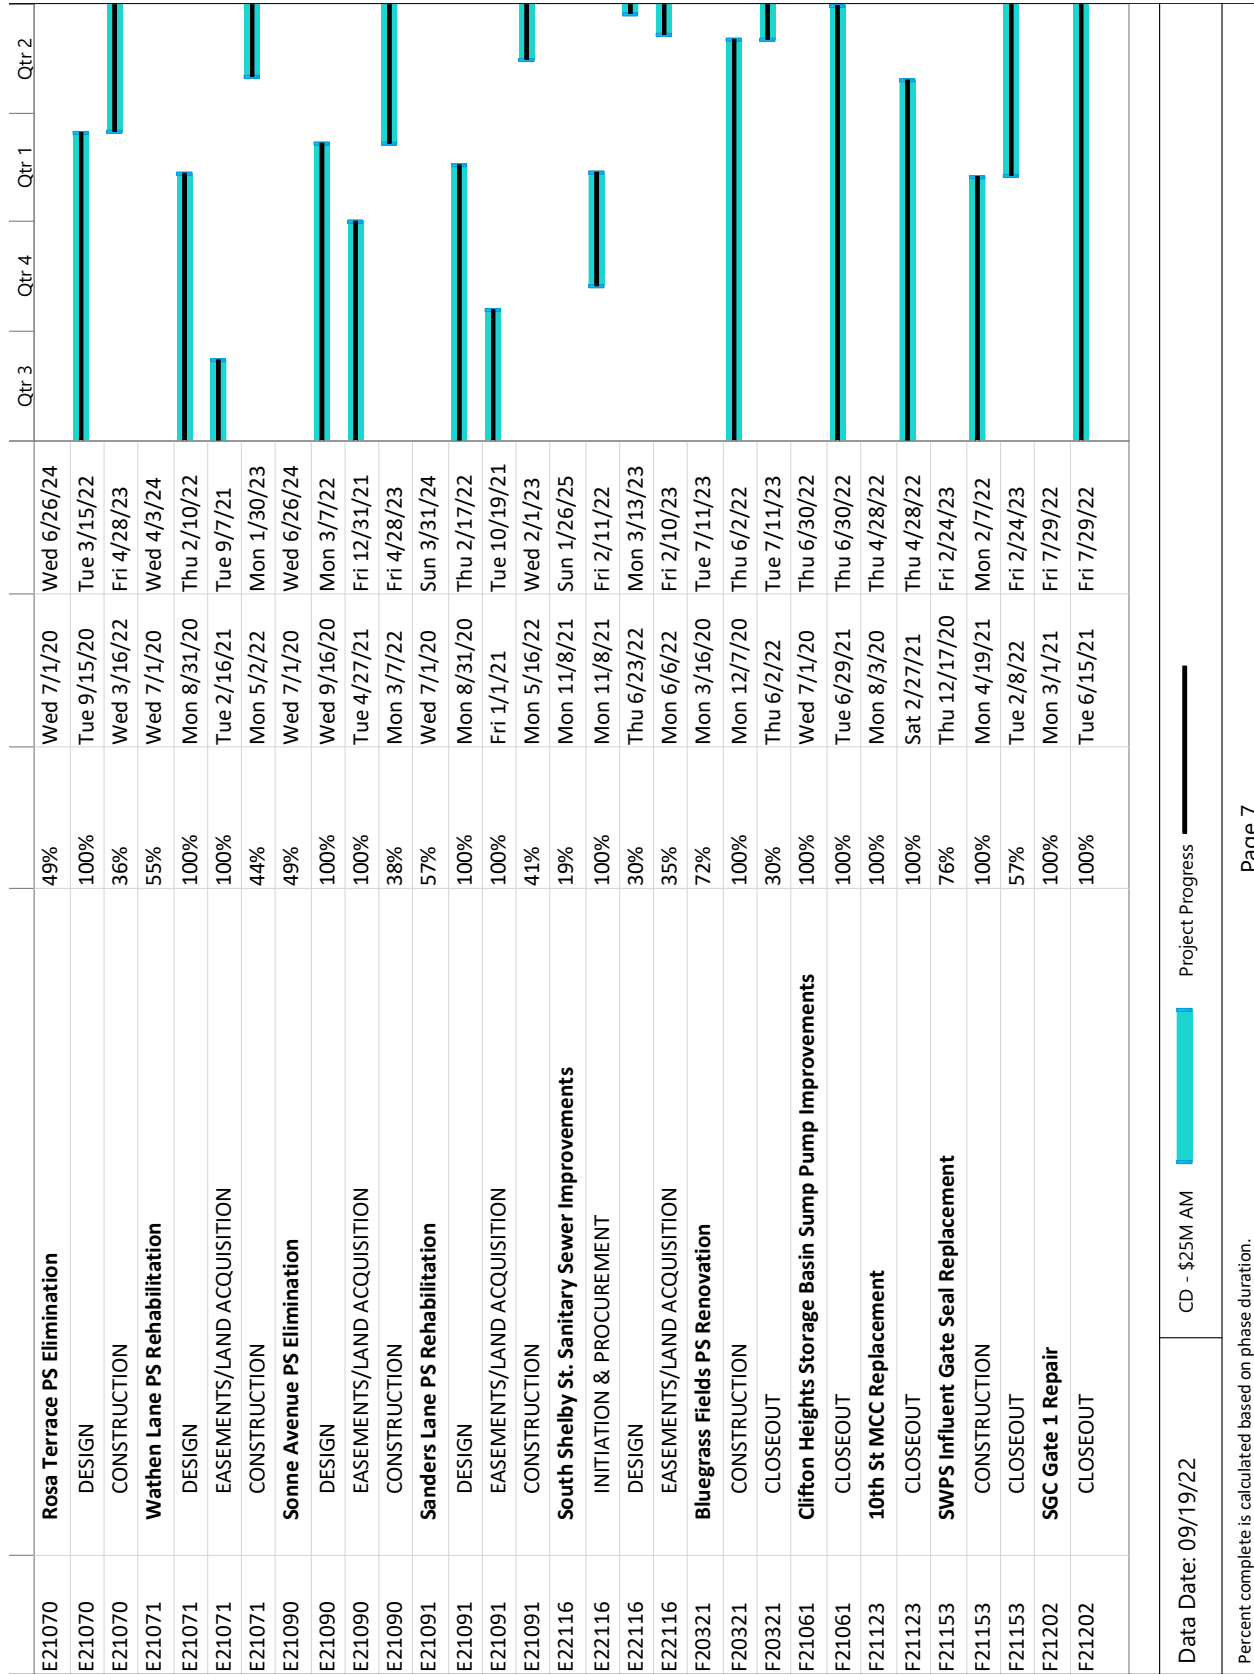 Qtr 3 Qtr 4 Qtr 1 Qtr 2
E21070 Rosa Terrace PS Elimination 49% Wed 7/1/20 Wed 6/26/24
E21070 DESIGN 100% Tue 9/15/20 Tue 3/15/22
E21070 CONSTRUCTION 36% Wed 3/16/22 Fri 4/28/23
E21071 Wathen Lane PS Rehabilitation 55% Wed 7/1/20 Wed 4/3/24
E21071 DESIGN 100% Mon 8/31/20 Thu 2/10/22
E21071 EASEMENTS/LAND ACQUISITION 100% Tue 2/16/21 Tue 9/7/21
E21071 CONSTRUCTION 44% Mon 5/2/22 Mon 1/30/23
E21090 Sonne Avenue PS Elimination 49% Wed 7/1/20 Wed 6/26/24
E21090 DESIGN 100% Wed 9/16/20 Mon 3/7/22
E21090 EASEMENTS/LAND ACQUISITION 100% Tue 4/27/21 Fri 12/31/21
E21090 CONSTRUCTION 38% Mon 3/7/22 Fri 4/28/23
E21091 Sanders Lane PS Rehabilitation 57% Wed 7/1/20 Sun 3/31/24
E21091 DESIGN 100% Mon 8/31/20 Thu 2/17/22
E21091 EASEMENTS/LAND ACQUISITION 100% Fri 1/1/21 Tue 10/19/21
E21091 CONSTRUCTION 41% Mon 5/16/22 Wed 2/1/23
E22116 South Shelby St. Sanitary Sewer Improvements 19% Mon 11/8/21 Sun 1/26/25
E22116 INITIATION & PROCUREMENT 100% Mon 11/8/21 Fri 2/11/22
E22116 DESIGN 30% Thu 6/23/22 Mon 3/13/23
E22116 EASEMENTS/LAND ACQUISITION 35% Mon 6/6/22 Fri 2/10/23
F20321 Bluegrass Fields PS Renovation 72% Mon 3/16/20 Tue 7/11/23
F20321 CONSTRUCTION 100% Mon 12/7/20 Thu 6/2/22
F20321 CLOSEOUT 30% Thu 6/2/22 Tue 7/11/23
F21061 Clifton Heights Storage Basin Sump Pump Improvements 100% Wed 7/1/20 Thu 6/30/22
F21061 CLOSEOUT 100% Tue 6/29/21 Thu 6/30/22
F21123 10th St MCC Replacement 100% Mon 8/3/20 Thu 4/28/22
F21123 CLOSEOUT 100% Sat 2/27/21 Thu 4/28/22
F21153 SWPS Influent Gate Seal Replacement 76% Thu 12/17/20 Fri 2/24/23
F21153 CONSTRUCTION 100% Mon 4/19/21 Mon 2/7/22
F21153 CLOSEOUT 57% Tue 2/8/22 Fri 2/24/23
F21202 SGC Gate 1 Repair 100% Mon 3/1/21 Fri 7/29/22
F21202 CLOSEOUT 100% Tue 6/15/21 Fri 7/29/22
Data Date: 09/19/22 CD - $25M AM Project Progress
Percent complete is calculated based on phase duration.
Page 7